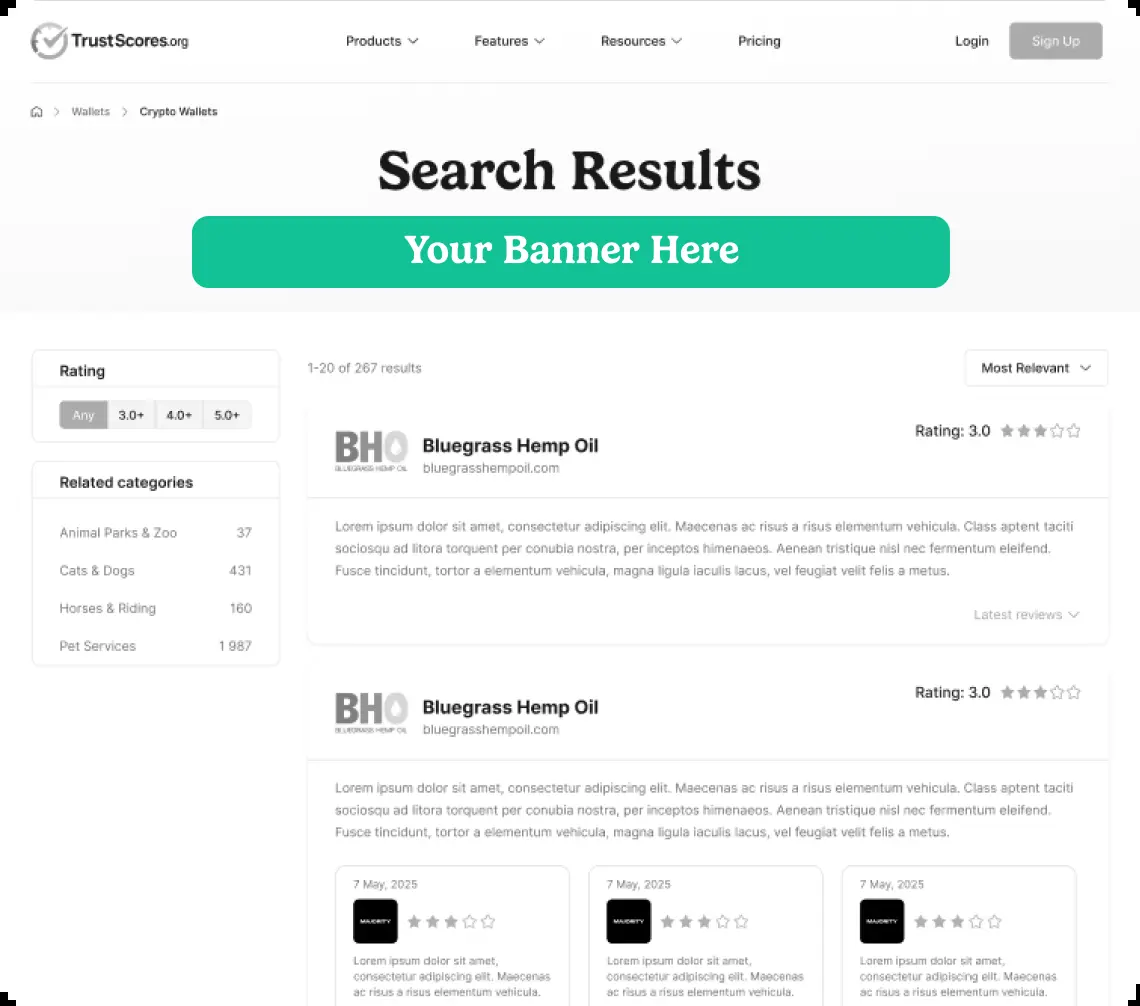 TrustScores.org
Products
Features
Resources
Pricing
Login
Sign Up
Wallets
Crypto Wallets
Search Results
Your Banner Here
Rating
Any
3.0+
4.0+
5.0+
Related categories
Animal Parks & Zoo 37
Cats & Dogs 431
Horses & Riding 160
Pet Services 1 987
1-20 of 267 results
Most Relevant
BHO
BLUEGRASS HEMP OIL
Bluegrass Hemp Oil
bluegrasshempoil.com
Rating: 3.0
Lorem ipsum dolor sit amet, consectetur adipiscing elit. Maecenas ac risus a risus elementum vehicula. Class aptent taciti
sociosqu ad litora torquent per conubia nostra, per inceptos himenaeos. Aenean tristique nisl nec fermentum eleifend.
Fusce tincidunt, tortor a elementum vehicula, magna ligula iaculis lacus, vel feugiat velit felis a metus.
Latest reviews
BHO
BLUEGRASS HEMP OIL
Bluegrass Hemp Oil
bluegrasshempoil.com
Rating: 3.0
Lorem ipsum dolor sit amet, consectetur adipiscing elit. Maecenas ac risus a risus elementum vehicula. Class aptent taciti
sociosqu ad litora torquent per conubia nostra, per inceptos himenaeos. Aenean tristique nisl nec fermentum eleifend.
Fusce tincidunt, tortor a elementum vehicula, magna ligula iaculis lacus, vel feugiat velit felis a metus.
7 May, 2025
MAJORITY
Lorem ipsum dolor sit amet,
consectetur adipiscing elit. Maecenas
ac risus a risus elementum vehicula.
7 May, 2025
MAJORITY
Lorem ipsum dolor sit amet,
consectetur adipiscing elit. Maecenas
ac risus a risus elementum vehicula.
7 May, 2025
MAJORITY
Lorem ipsum dolor sit amet,
consectetur adipiscing elit. Maecenas
ac risus a risus elementum vehicula.